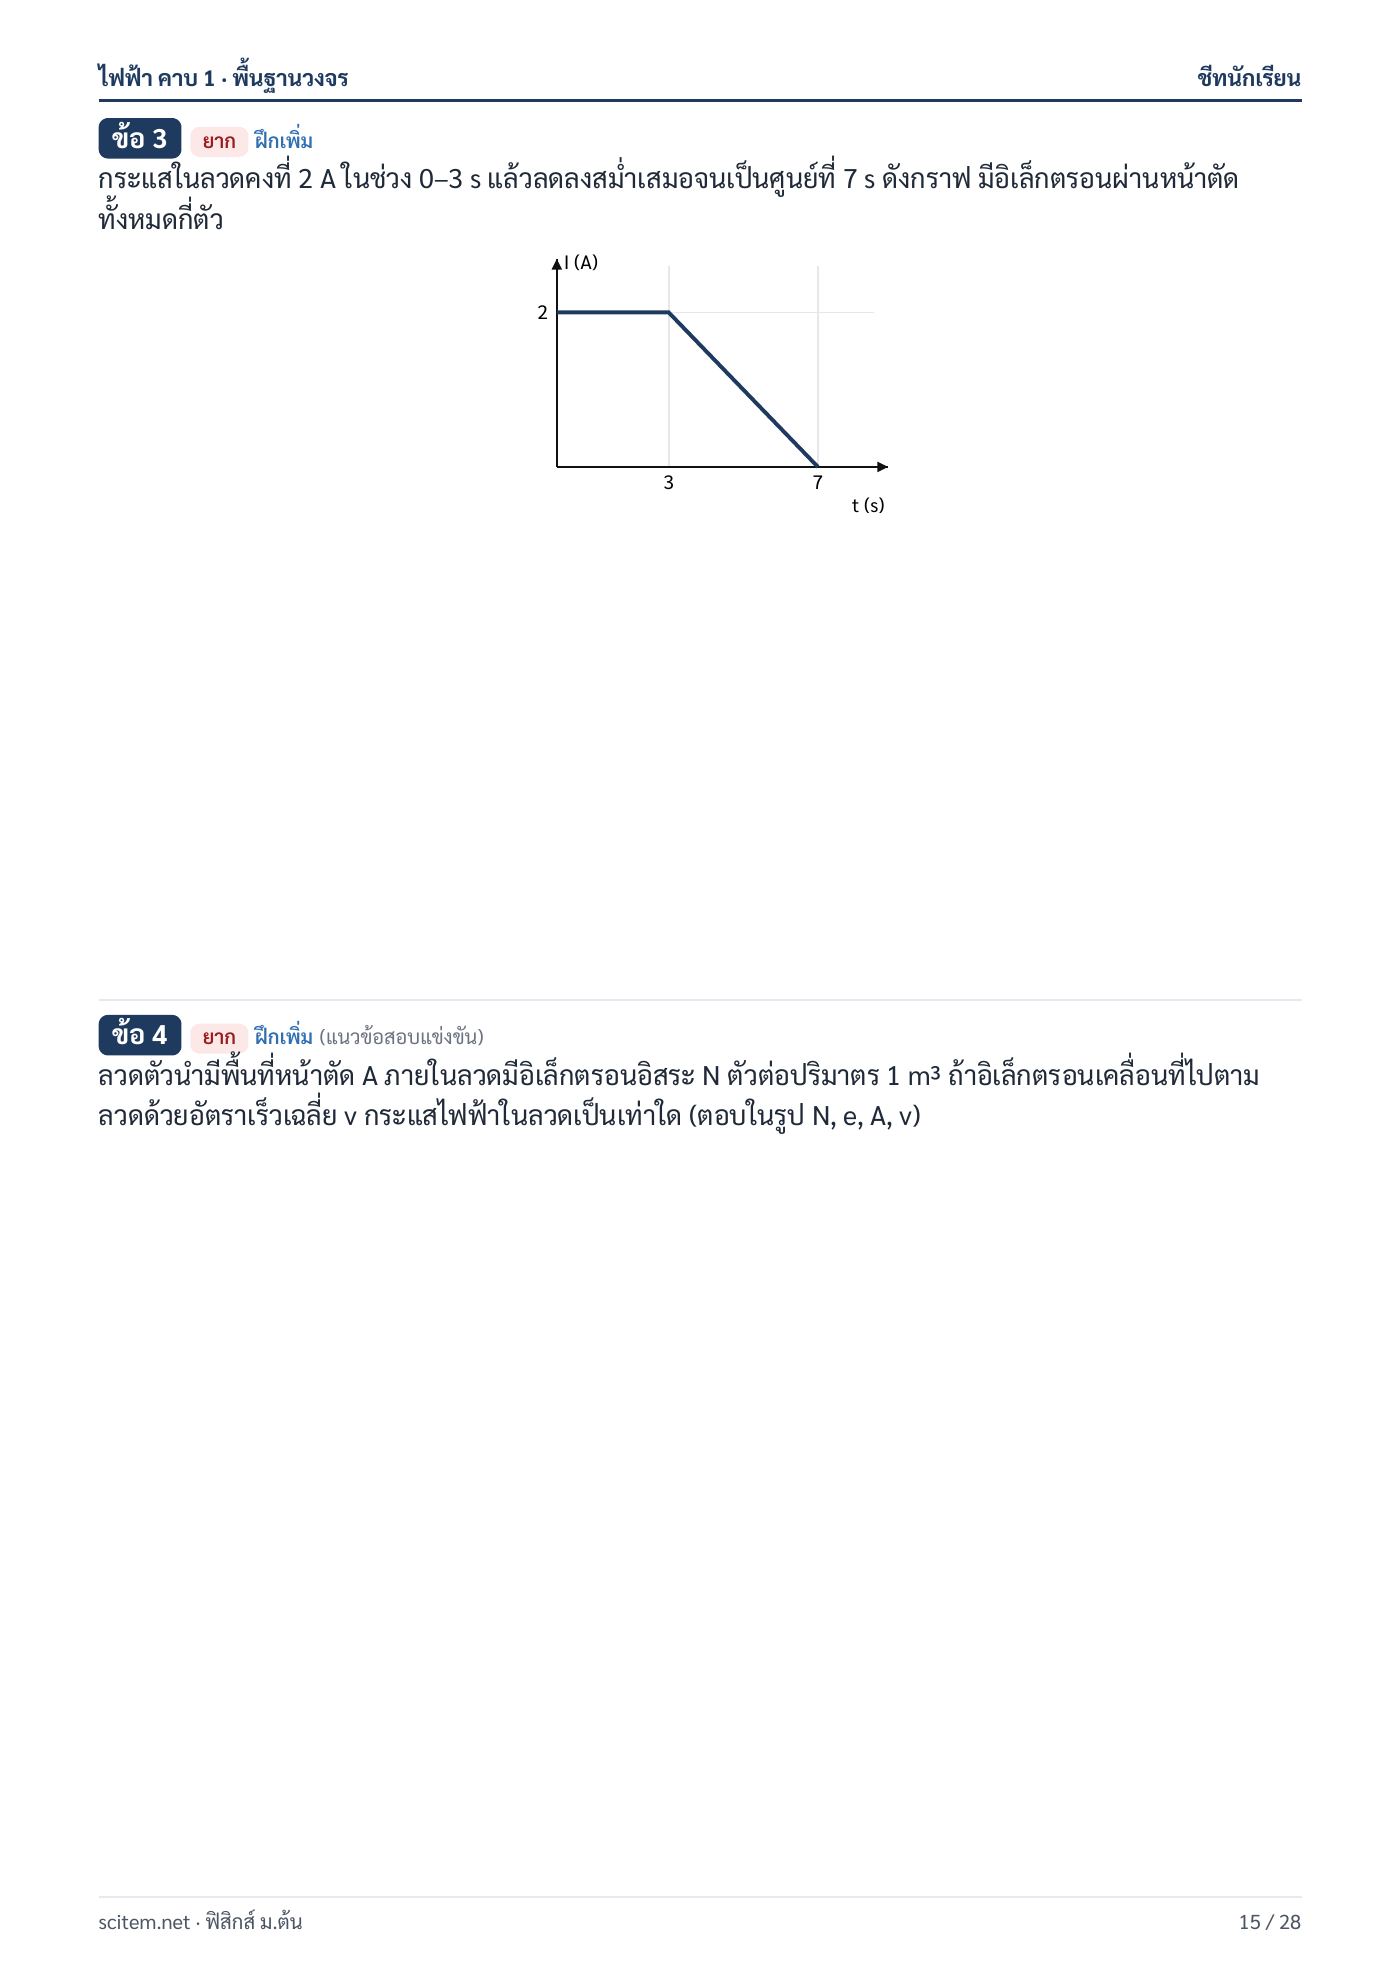 ไฟฟ้า คาบ 1 · พื้นฐานวงจร
ชีทนักเรียน
ข้อ 3 ยาก ฝึกเพิ่ม
กระแสในลวดคงที่ 2 A ในช่วง 0–3 s แล้วลดลงสม่ำเสมอจนเป็นศูนย์ที่ 7 s ดังกราฟ มีอิเล็กตรอนผ่านหน้าตัด
ทั้งหมดกี่ตัว
I (A)
2
3
7
t (s)
ข้อ 4 ยาก ฝึกเพิ่ม (แนวข้อสอบแข่งขัน)
ลวดตัวนำมีพื้นที่หน้าตัด A ภายในลวดมีอิเล็กตรอนอิสระ N ตัวต่อปริมาตร 1 m³ ถ้าอิเล็กตรอนเคลื่อนที่ไปตาม
ลวดด้วยอัตราเร็วเฉลี่ย v กระแสไฟฟ้าในลวดเป็นเท่าใด (ตอบในรูป N, e, A, v)
scitem.net · ฟิสิกส์ ม.ต้น
15 / 28